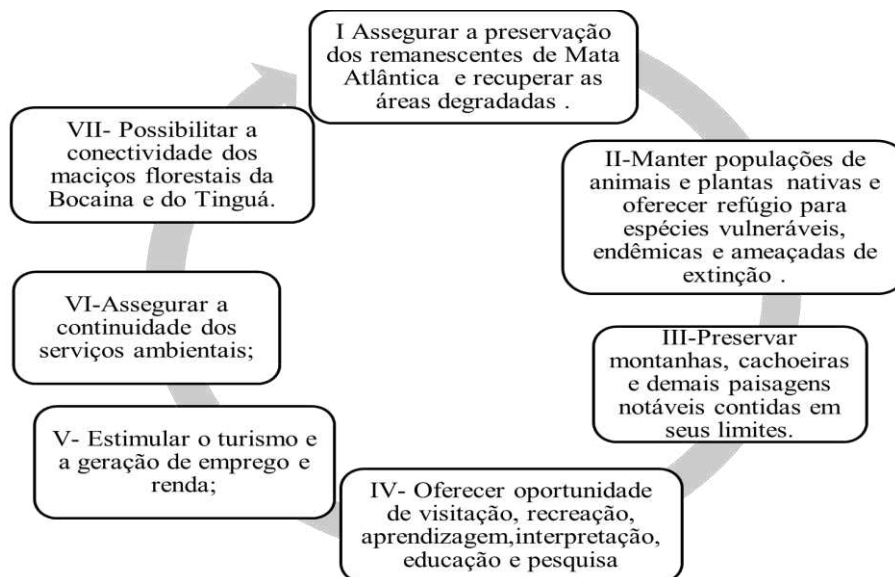 I Assegurar a preservação
dos remanescentes de Mata
Atlântica e recuperar as
áreas degradadas .
II-Manter populações de
animais e plantas nativas e
oferecer refúgio para
espécies vulneráveis,
endêmicas e ameaçadas de
extinção .
III-Preservar
montanhas, cachoeiras
e demais paisagens
notáveis contidas em
seus limites.
IV- Oferecer oportunidade
de visitação, recreação,
aprendizagem,interpretação,
educação e pesquisa
V- Estimular o turismo e
a geração de emprego e
renda;
VI-Assegurar a
continuidade dos
serviços ambientais;
VII- Possibilitar a
conectividade dos
maciços florestais da
Bocaina e do Tinguá.